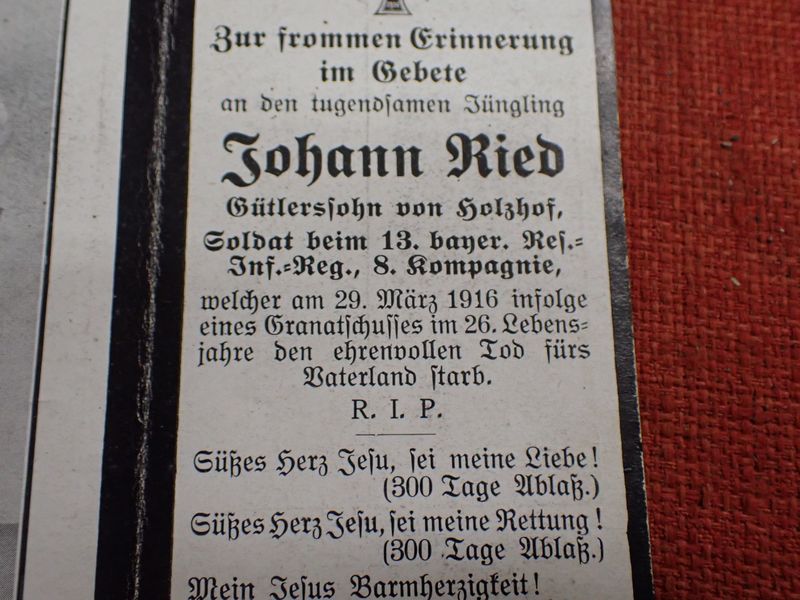 Zur frommen Erinnerung
im Gebete
an den tugendsamen Jüngling
Johann Ried
Gütlerssohn von Holzhof,
Soldat beim 13. bayer. Res.-
Inf.-Reg., 8. Kompagnie,
welcher am 29. März 1916 infolge
eines Granatschusses im 26. Lebens-
jahre den ehrenvollen Tod fürs
Vaterland starb.
R. I. P.
Süßes Herz Jesu, sei meine Liebe!
(300 Tage Ablaß.)
Süßes Herz Jesu, sei meine Rettung!
(300 Tage Ablaß.)
Mein Jesus Barmherzigkeit!